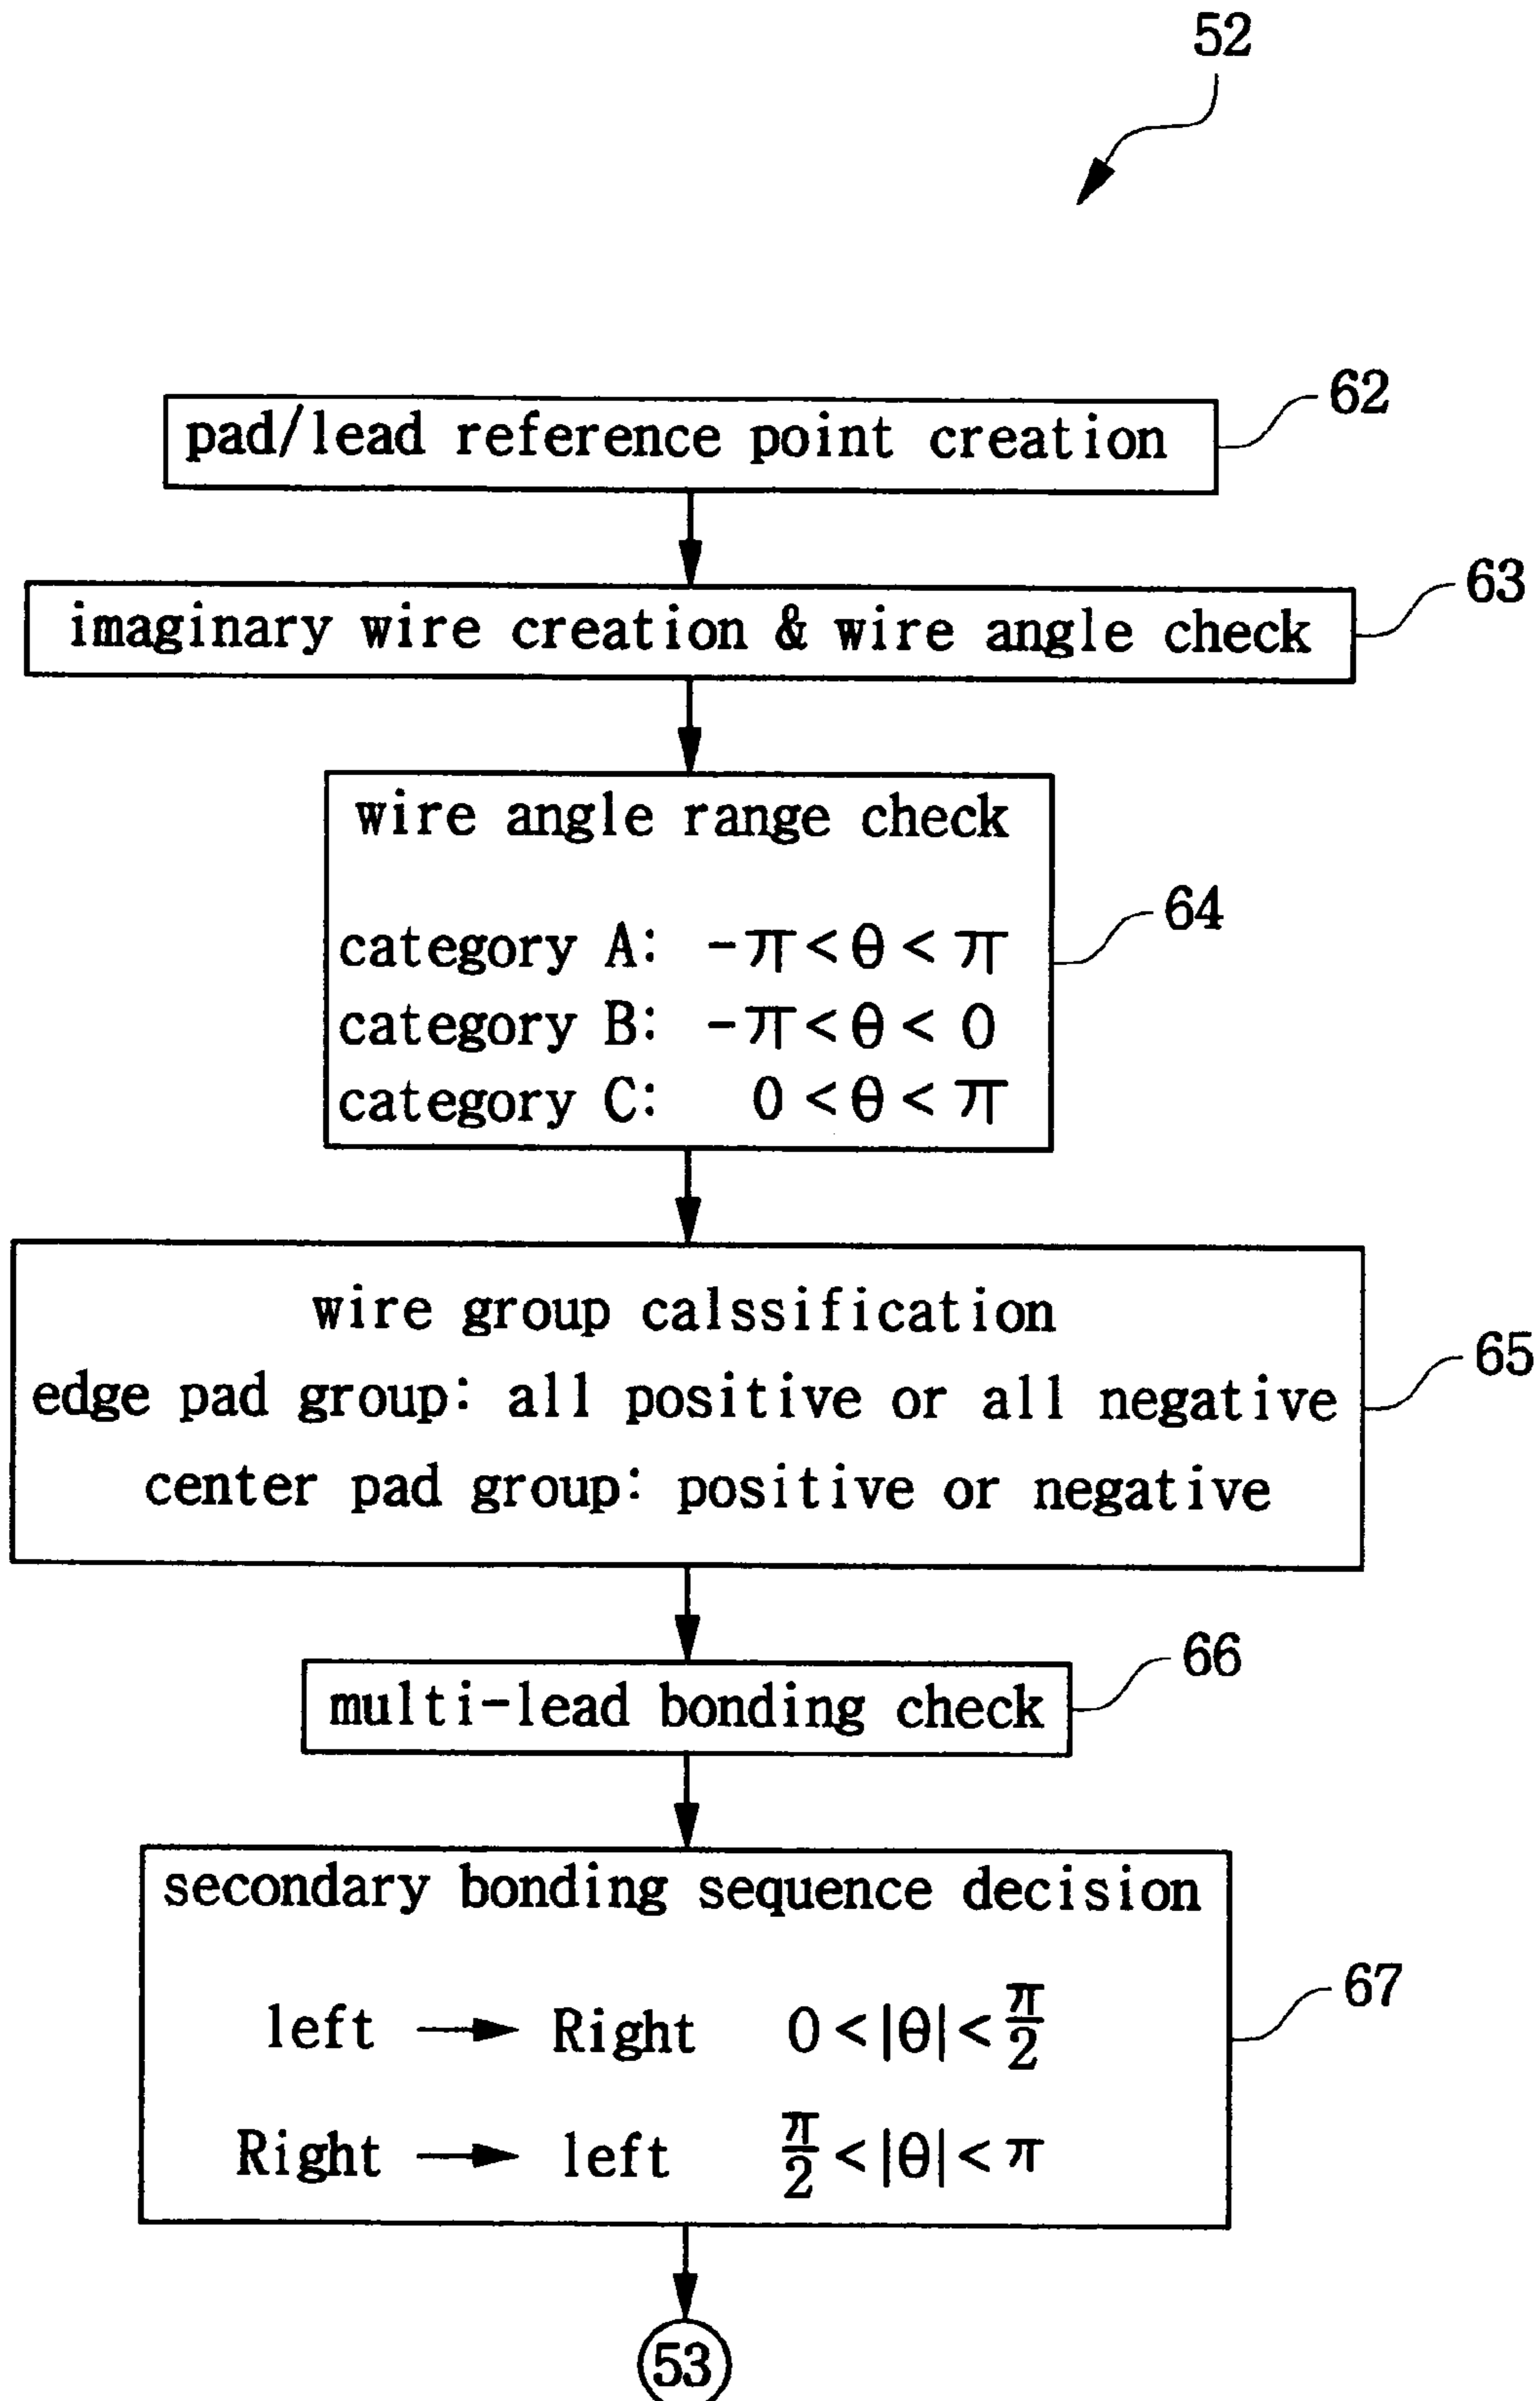 52
pad/lead reference point creation
62
imaginary wire creation & wire angle check
63
wire angle range check
category A: -π<θ<π
category B: -π<θ<0
category C: 0<θ<π
64
wire group calssification
edge pad group: all positive or all negative
center pad group: positive or negative
65
multi-lead bonding check
66
secondary bonding sequence decision
left → Right 0<|θ|<π/2
Right → left π/2<|θ|<π
67
53